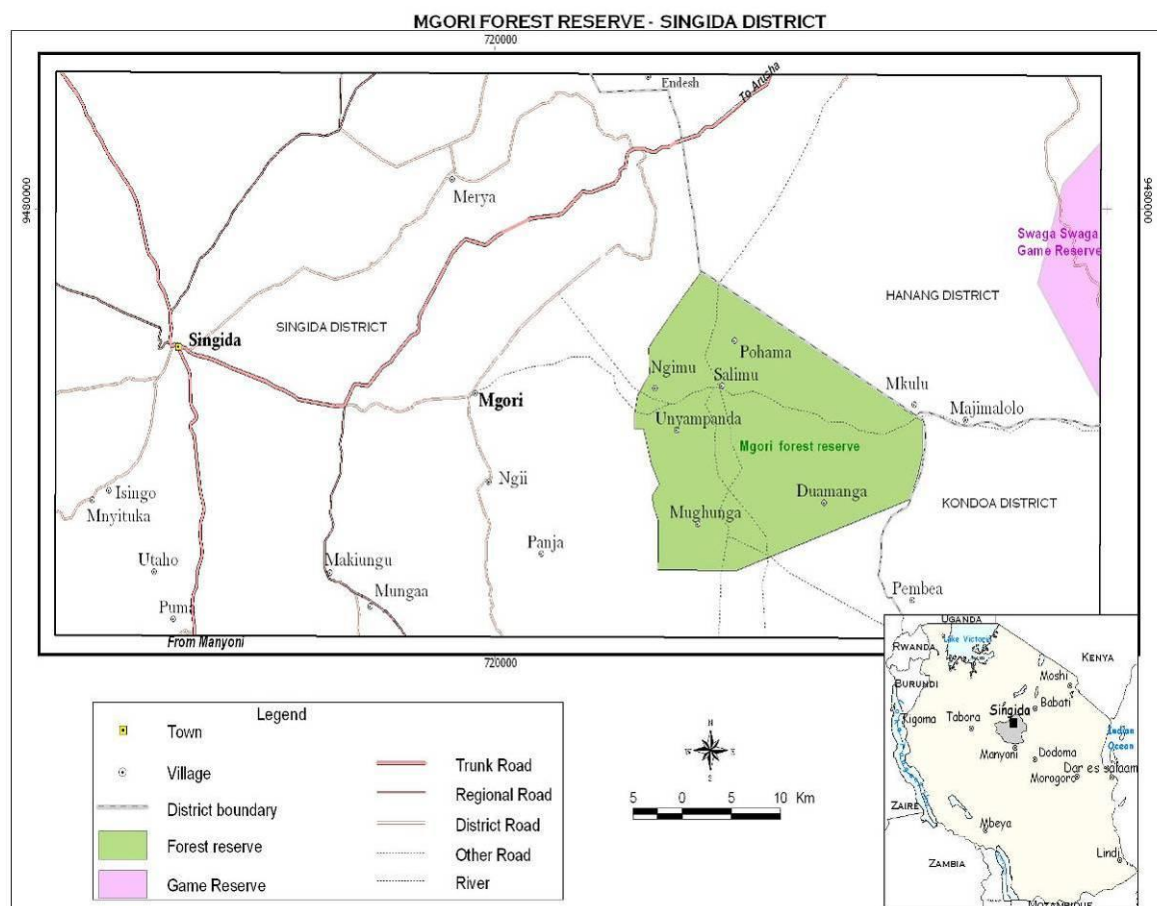 MGORI FOREST RESERVE - SINGIDA DISTRICT
720000
Endesh
To Arusha
9480000
9480000
Merya
Swaga Swaga
Game Reserve
HANANG DISTRICT
SINGIDA DISTRICT
Singida
Pohama
Ngimu
Salimu
Mgori
Mkulu
Majimalolo
Unyampanda
Mgori forest reserve
Ngii
Isingo
Mnyituka
Duamanga
KONDOA DISTRICT
Mughunga
Panja
Utaho
Makiungu
Mungaa
Pembea
Pum
From Manyoni
720000
UGANDA
Lake Victoria
RWANDA
KENYA
BURUNDI
Moshi
Babati
Kigoma
Tabora
Singida
Indian
Ocean
Manyoni
Dodoma
Dar es salaam
Morogoro
ZAIRE
Mbeya
Lindi
ZAMBIA
MOZAMBIQUE
Legend
Town
Village
District boundary
Forest reserve
Game Reserve
Trunk Road
Regional Road
District Road
Other Road
River
N
W
E
S
5 0 5 10 Km